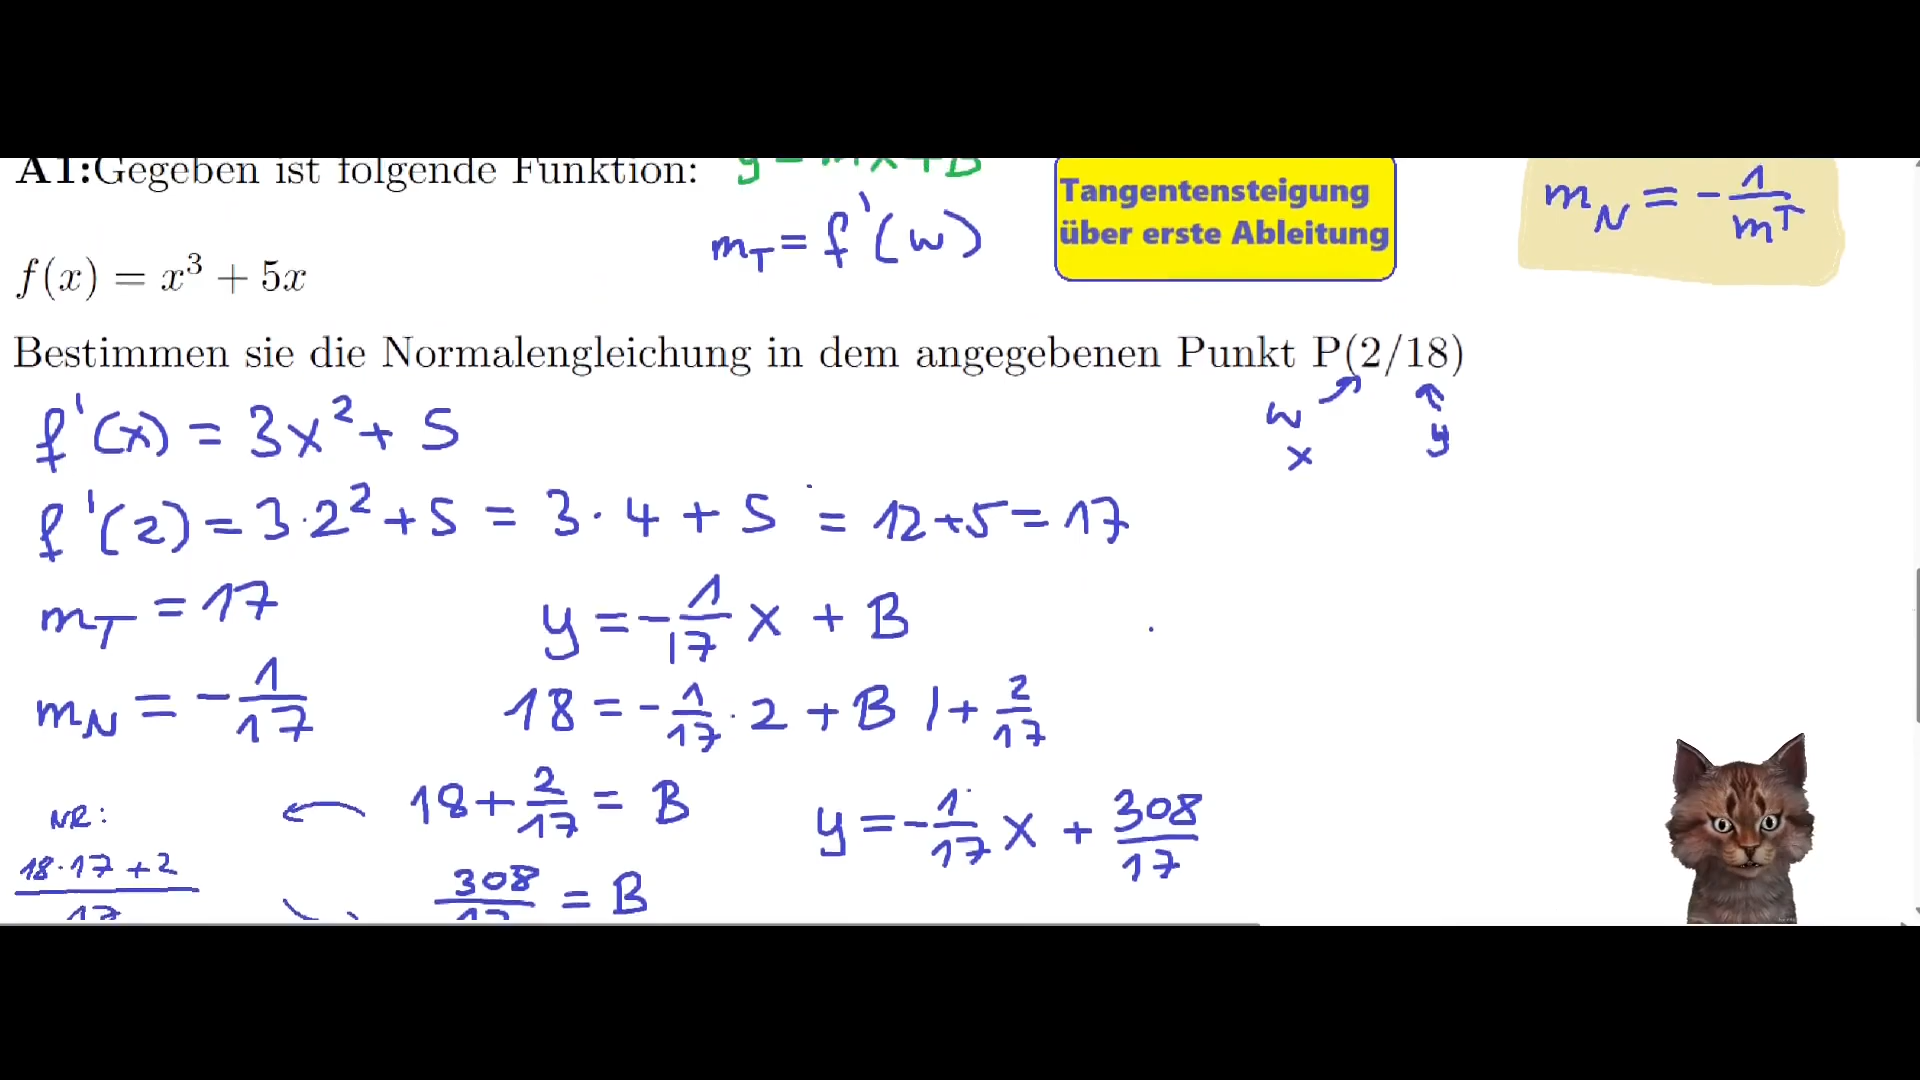 A1:Gegeben ist folgende Funktion: y = mx + B
Tangentensteigung
über erste Ableitung
m_T = f'(w)
m_N = - 1/m_T
f(x) = x³ + 5x
Bestimmen sie die Normalengleichung in dem angegebenen Punkt P(2/18)
w
x
y
f'(x) = 3x² + 5
f'(2) = 3·2² + 5 = 3·4 + 5 = 12+5 = 17
m_T = 17
y = - 1/17 x + B
m_N = - 1/17
18 = - 1/17 · 2 + B |+ 2/17
18 + 2/17 = B
NR:
y = - 1/17 x + 308/17
18·17+2/17
308/17 = B